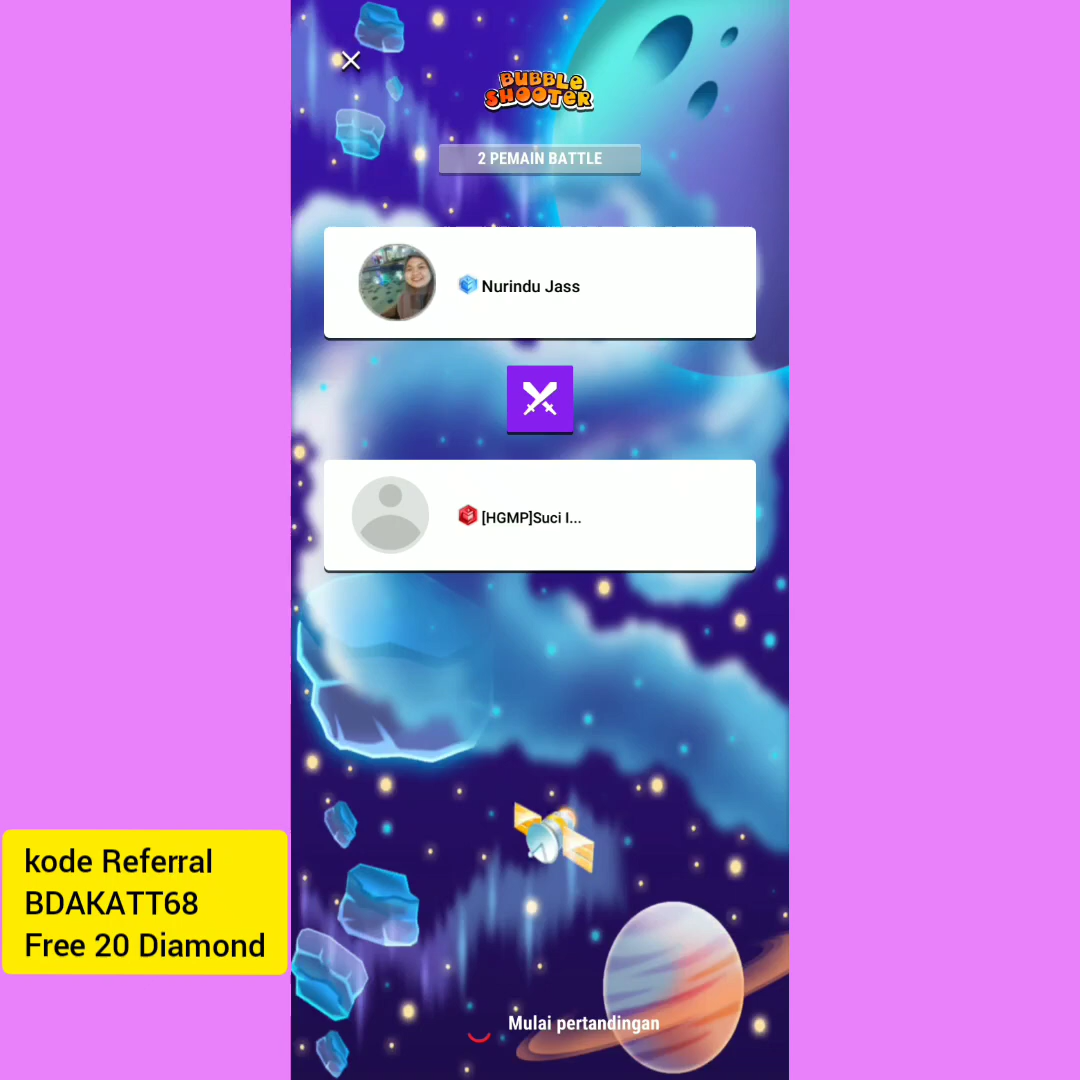 BUBBLE
SHOOTER
2 PEMAIN BATTLE
Nurindu Jass
[HGMP]Suci I...
kode Referral
BDAKATT68
Free 20 Diamond
Mulai pertandingan